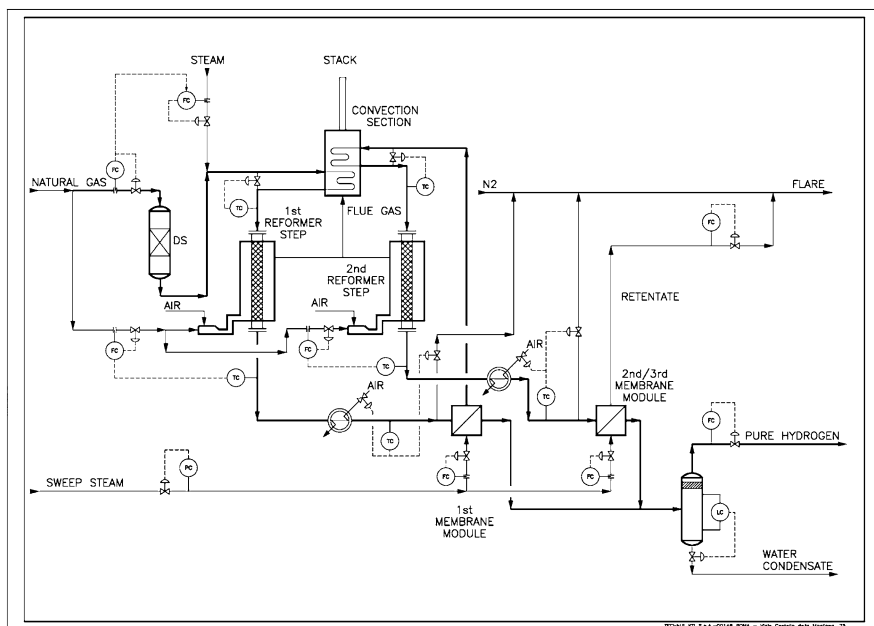 STEAM
STACK
FC
CONVECTION
SECTION
FC
TC
NATURAL GAS
N2
FLARE
TC
1st
REFORMER
STEP
FLUE GAS
FC
DS
2nd
REFORMER
STEP
RETENTATE
AIR
AIR
FC
FC
AIR
TC
TC
2nd/3rd
MEMBRANE
MODULE
AIR
TC
TC
FC
PURE HYDROGEN
PC
FC
FC
SWEEP STEAM
1st
MEMBRANE
MODULE
LC
WATER
CONDENSATE